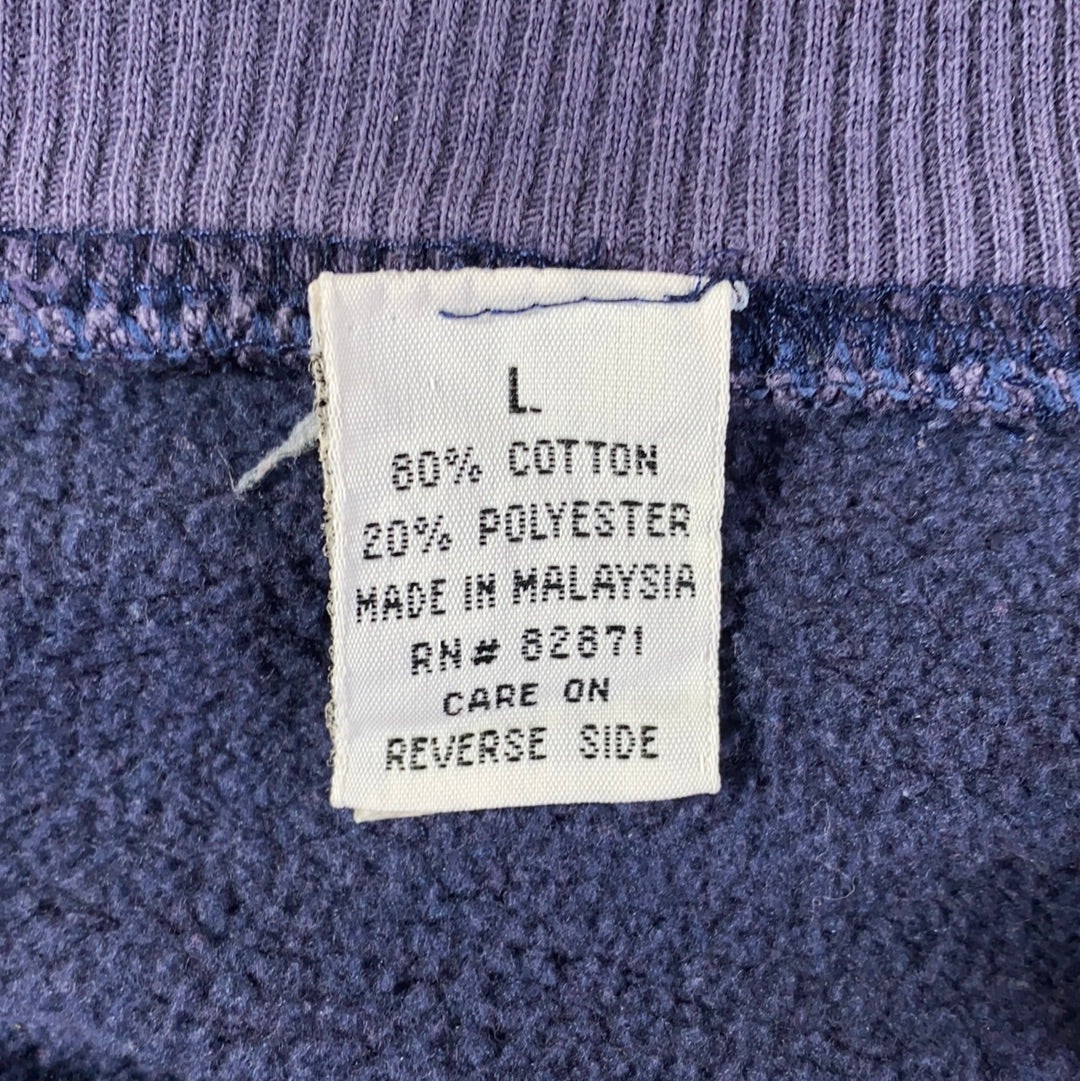 L
80% COTTON
20% POLYESTER
MADE IN MALAYSIA
RN# 82871
CARE ON
REVERSE SIDE